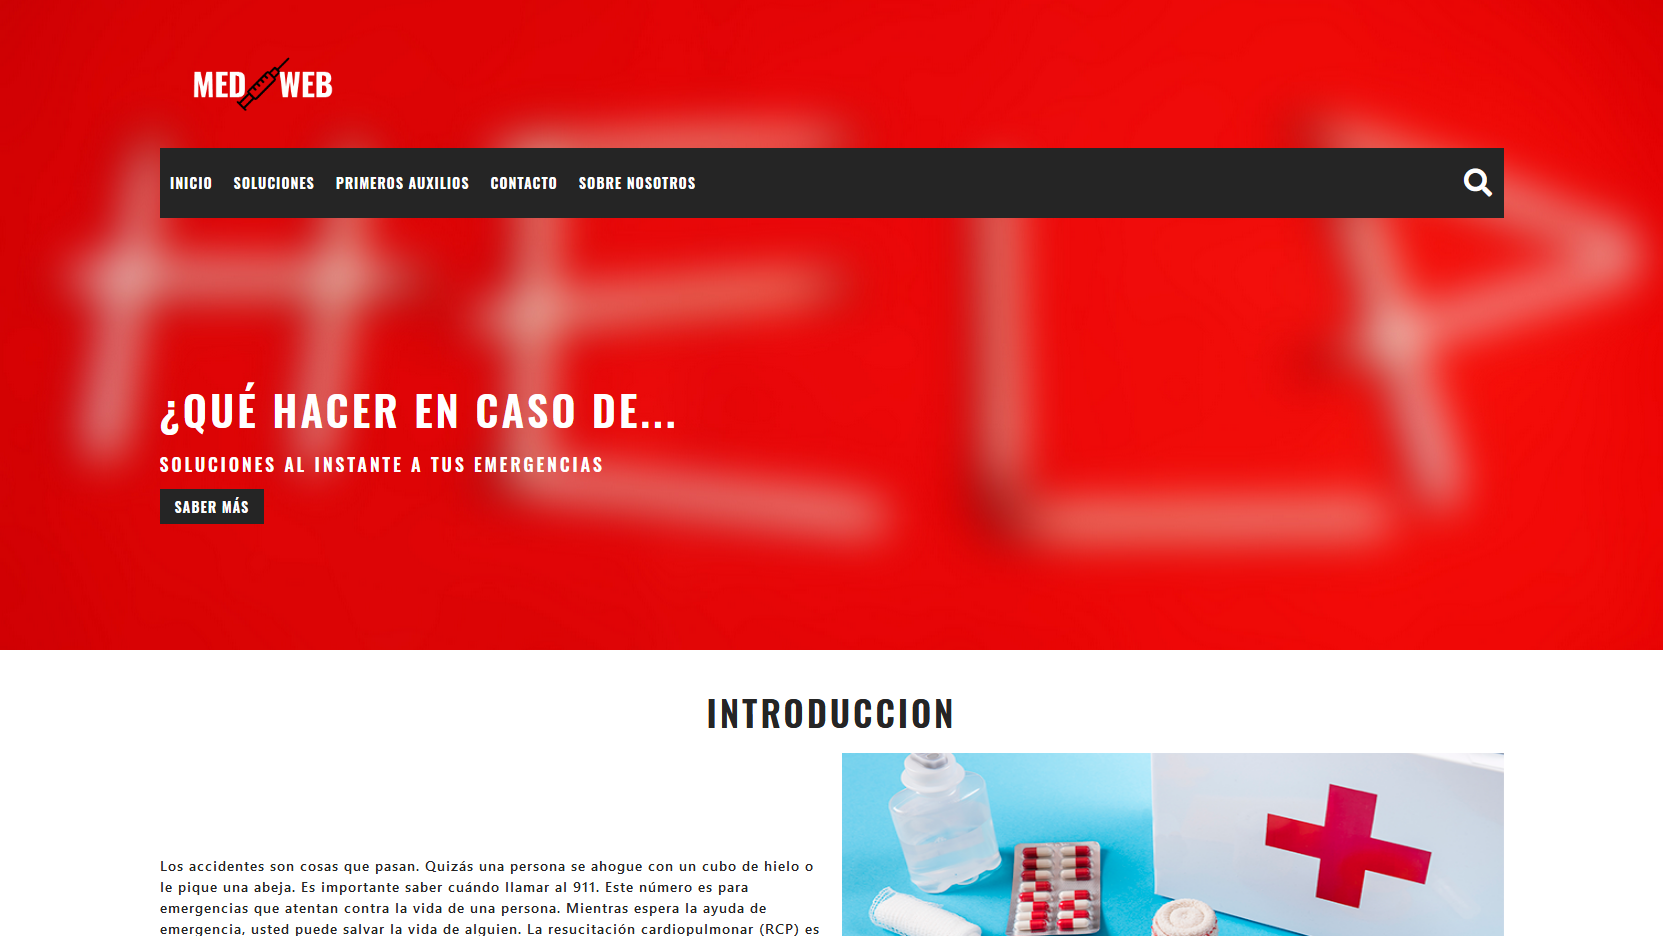 MED WEB
INICIO SOLUCIONES PRIMEROS AUXILIOS CONTACTO SOBRE NOSOTROS
HELP
¿QUÉ HACER EN CASO DE...
SOLUCIONES AL INSTANTE A TUS EMERGENCIAS
SABER MÁS
INTRODUCCION
Los accidentes son cosas que pasan. Quizás una persona se ahogue con un cubo de hielo o
le pique una abeja. Es importante saber cuándo llamar al 911. Este número es para
emergencias que atentan contra la vida de una persona. Mientras espera la ayuda de
emergencia, usted puede salvar la vida de alguien. La resucitación cardiopulmonar (RCP) es